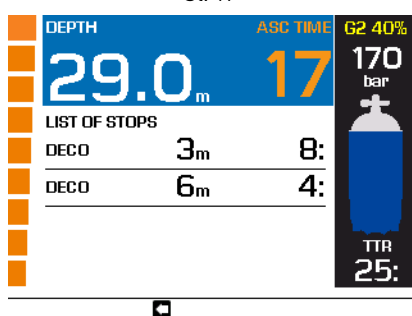 DEPTH ASC TIME G2 40%
29.0m 17 170 bar
LIST OF STOPS
DECO 3m 8:
DECO 6m 4:
TTR
25: